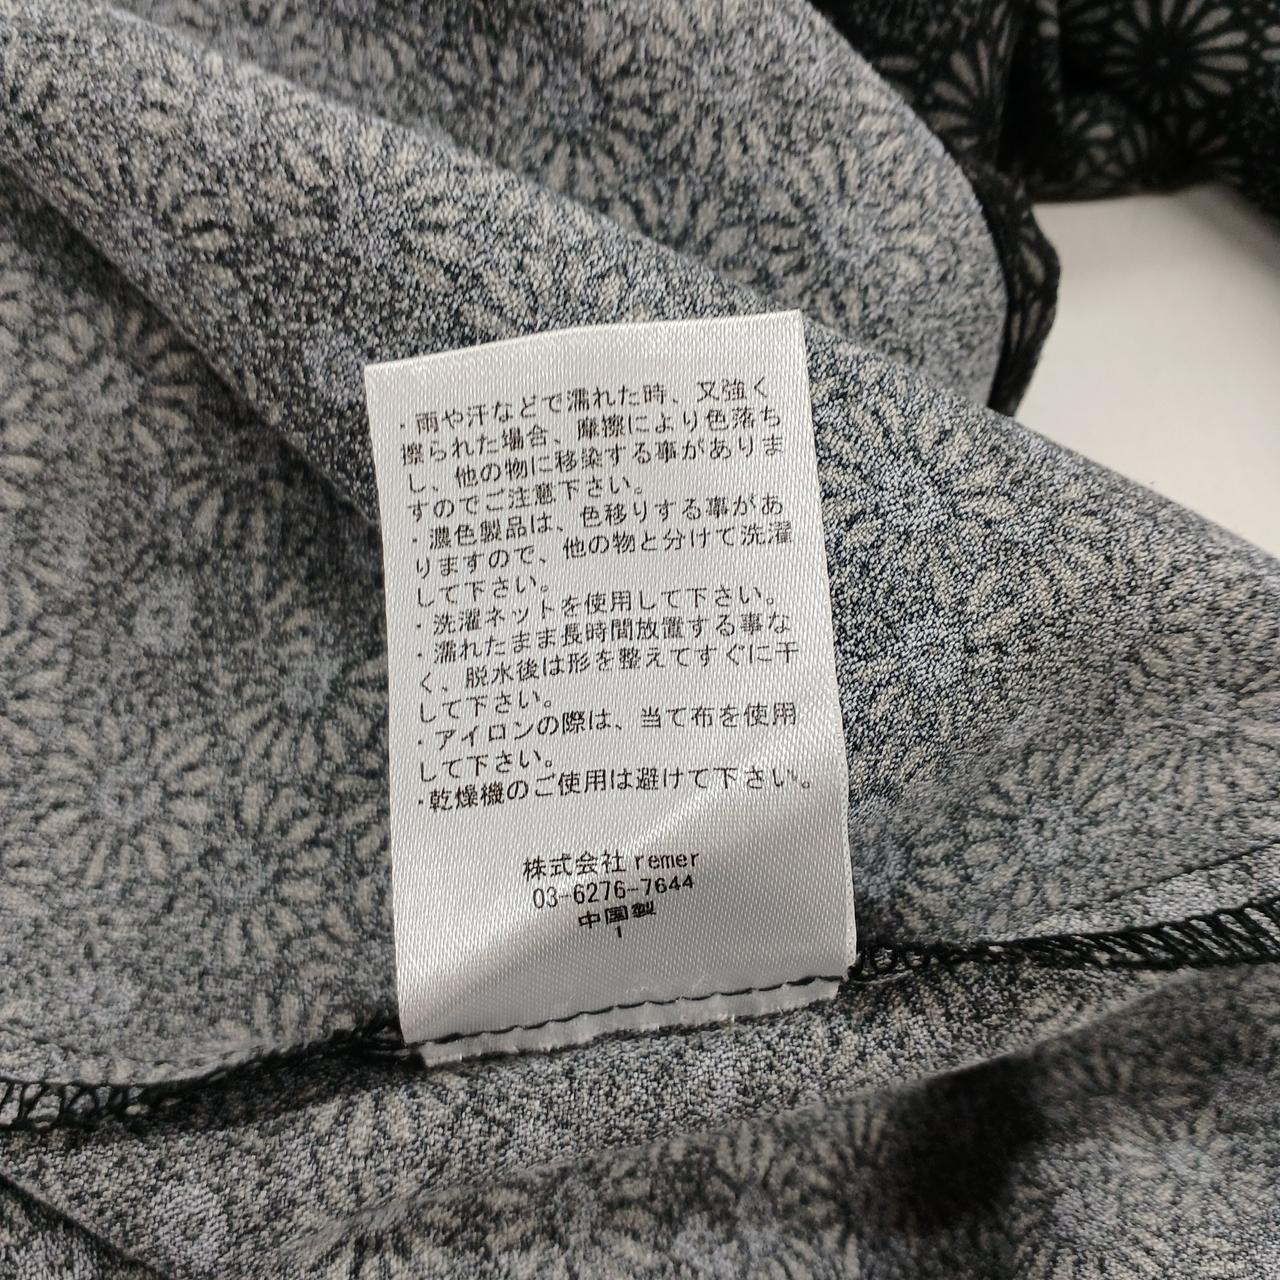 ・雨や汗などで濡れた時、又強く
擦られた場合、摩擦により色落ち
し、他の物に移染する事がありま
すのでご注意下さい。
・濃色製品は、色移りする事があ
りますので、他の物と分けて洗濯
して下さい。
・洗濯ネットを使用して下さい。
・濡れたまま長時間放置する事な
く、脱水後は形を整えてすぐに干
して下さい。
・アイロンの際は、当て布を使用
して下さい。
・乾燥機のご使用は避けて下さい。
株式会社remer
03-6276-7644
中国製
1